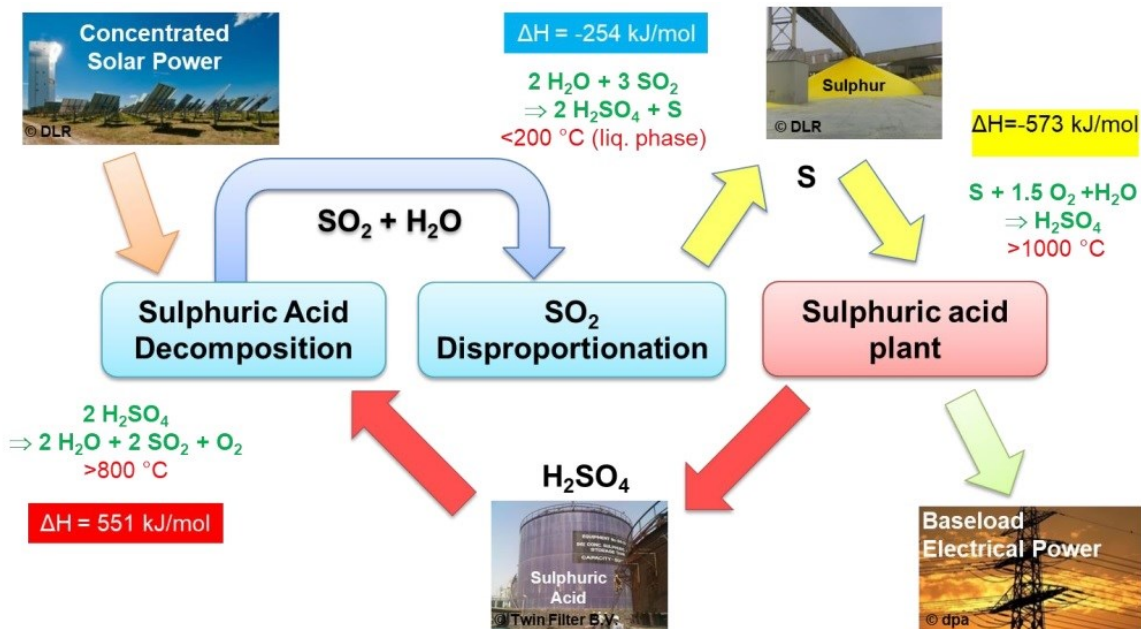 Concentrated
Solar Power
© DLR
ΔH = -254 kJ/mol
2 H₂O + 3 SO₂
⇒ 2 H₂SO₄ + S
<200 °C (liq. phase)
Sulphur
© DLR
ΔH=-573 kJ/mol
S
S + 1.5 O₂ +H₂O
⇒ H₂SO₄
>1000 °C
SO₂ + H₂O
Sulphuric Acid
Decomposition
SO₂
Disproportionation
Sulphuric acid
plant
2 H₂SO₄
⇒ 2 H₂O + 2 SO₂ + O₂
>800 °C
ΔH = 551 kJ/mol
H₂SO₄
Sulphuric
Acid
© Twin Filter B.V.
Baseload
Electrical Power
© dpa